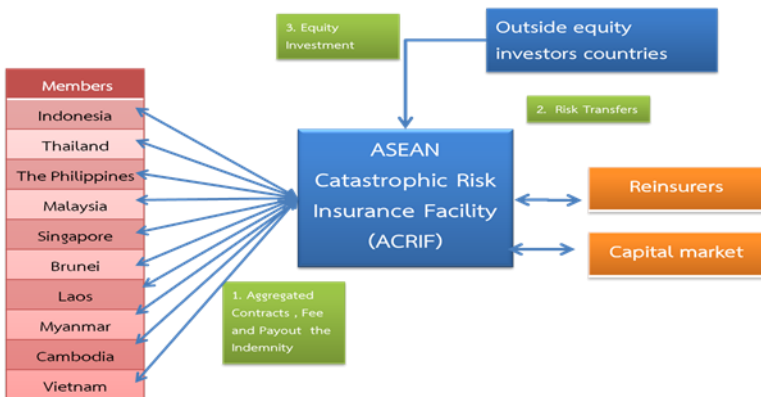 3. Equity
Investment
Outside equity
investors countries
Members
Indonesia
Thailand
The Philippines
Malaysia
Singapore
Brunei
Laos
Myanmar
Cambodia
Vietnam
2. Risk Transfers
ASEAN
Catastrophic Risk
Insurance Facility
(ACRIF)
Reinsurers
Capital market
1. Aggregated
Contracts , Fee
and Payout the
Indemnity